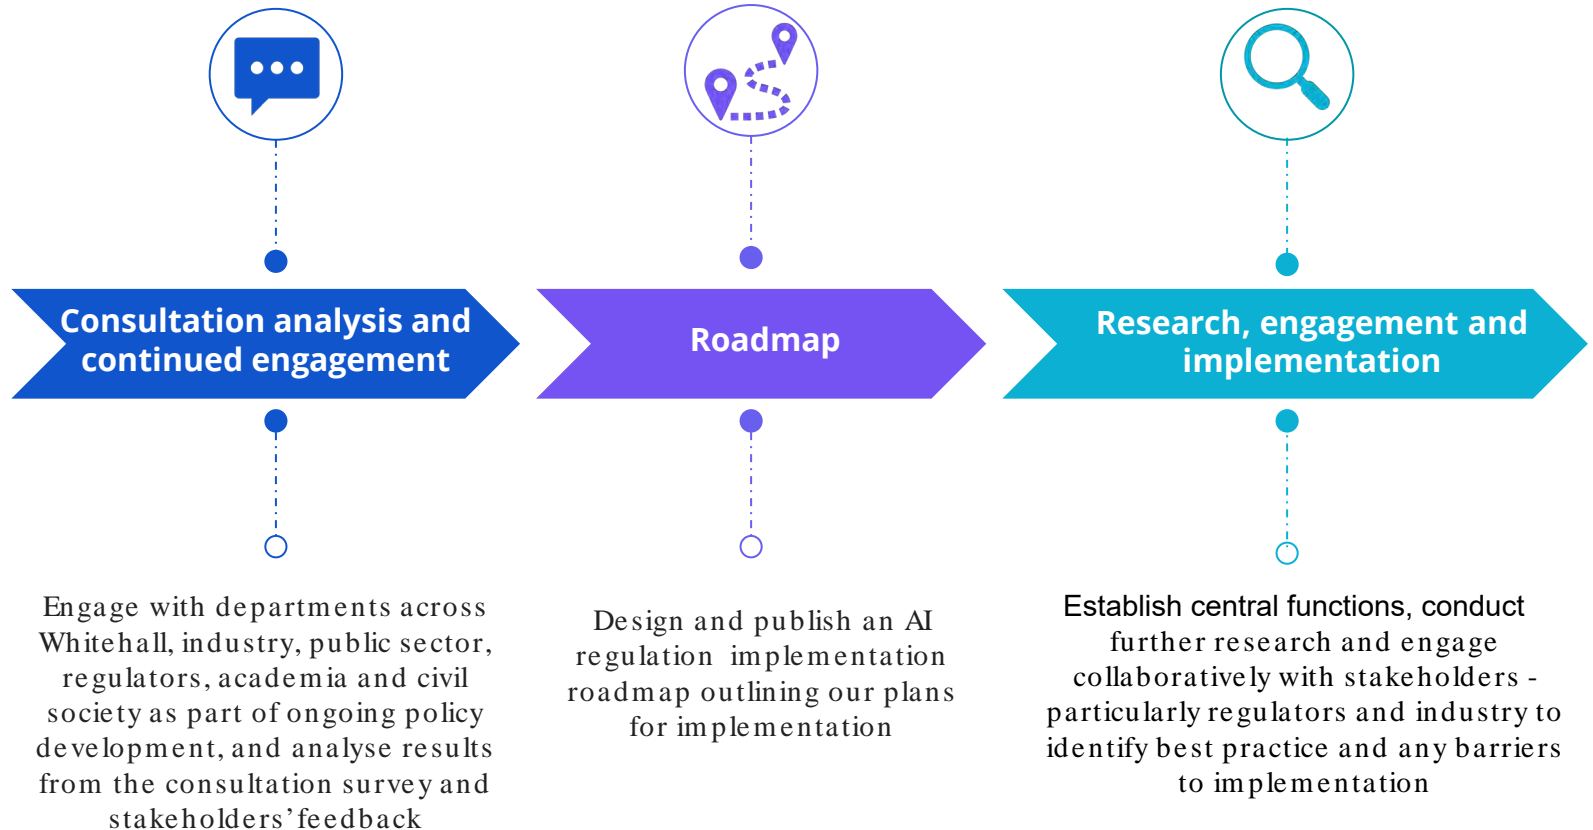 Consultation analysis and
continued engagement
Roadmap
Research, engagement and
implementation
Engage with departments across
Whitehall, industry, public sector,
regulators, academia and civil
society as part of ongoing policy
development, and analyse results
from the consultation survey and
stakeholders’ feedback
Design and publish an AI
regulation implementation
roadmap outlining our plans
for implementation
Establish central functions, conduct
further research and engage
collaboratively with stakeholders -
particularly regulators and industry to
identify best practice and any barriers
to implementation